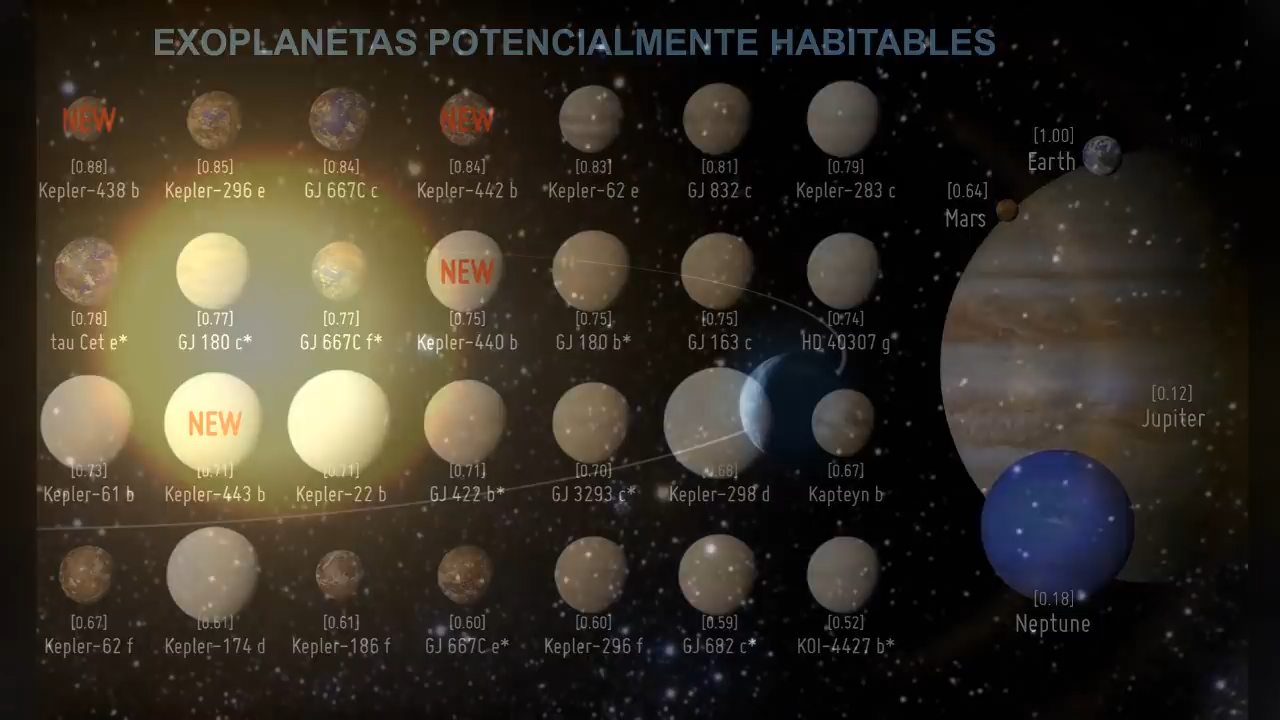 EXOPLANETAS POTENCIALMENTE HABITABLES
NEW NEW
[0.88] [0.85] [0.84] [0.84] [0.83] [0.81] [0.79]
Kepler-438 b Kepler-296 e GJ 667C c Kepler-442 b Kepler-62 e GJ 832 c Kepler-283 c
[1.00]
Earth
[0.64]
Mars
NEW
[0.78] [0.77] [0.77] [0.75] [0.75] [0.75] [0.74]
tau Cet e* GJ 180 c* GJ 667C f* Kepler-440 b GJ 180 b* GJ 163 c HD 40307 g
NEW
[0.73] [0.71] [0.71] [0.71] [0.70] [0.68] [0.67]
Kepler-61 b Kepler-443 b Kepler-22 b GJ 422 b* GJ 3293 c* Kepler-298 d Kapteyn b
[0.12]
Jupiter
[0.67] [0.61] [0.61] [0.60] [0.60] [0.59] [0.52]
Kepler-62 f Kepler-174 d Kepler-186 f GJ 667C e* Kepler-296 f GJ 682 c* KOI-4427 b*
[0.18]
Neptune